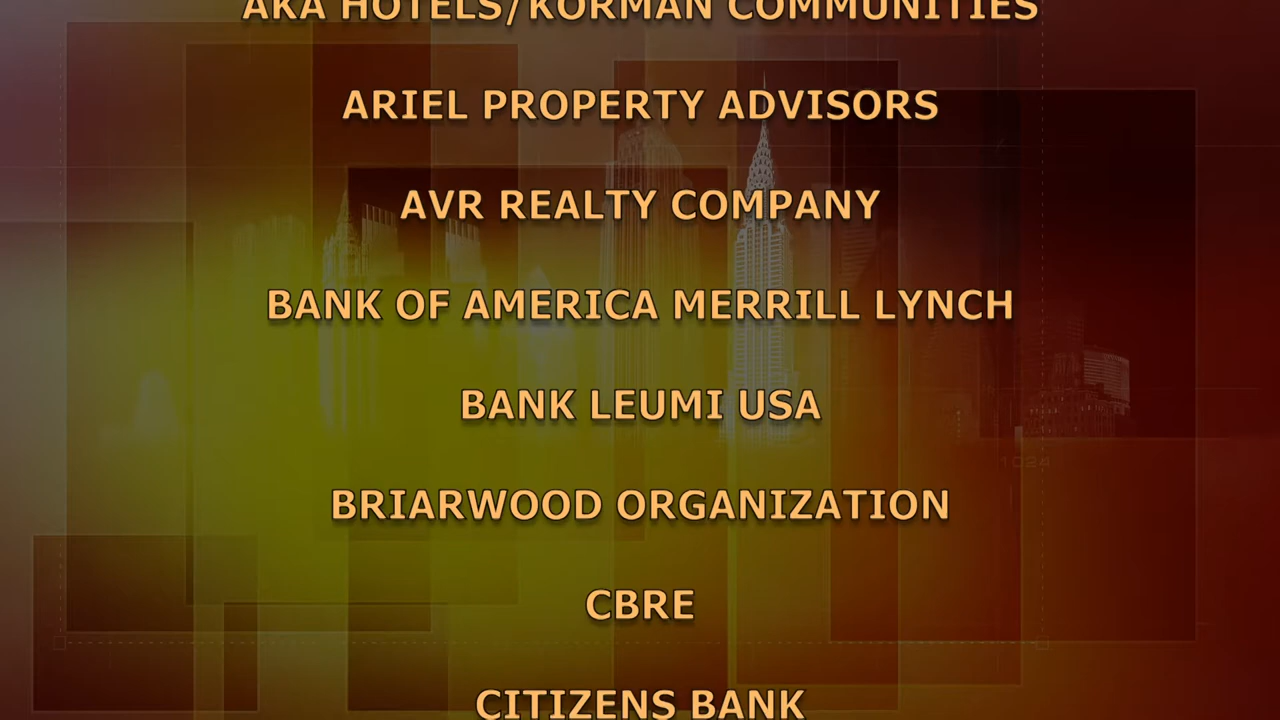 AKA HOTELS/KORMAN COMMUNITIES
ARIEL PROPERTY ADVISORS
AVR REALTY COMPANY
BANK OF AMERICA MERRILL LYNCH
BANK LEUMI USA
1024
BRIARWOOD ORGANIZATION
CBRE
CITIZENS BANK